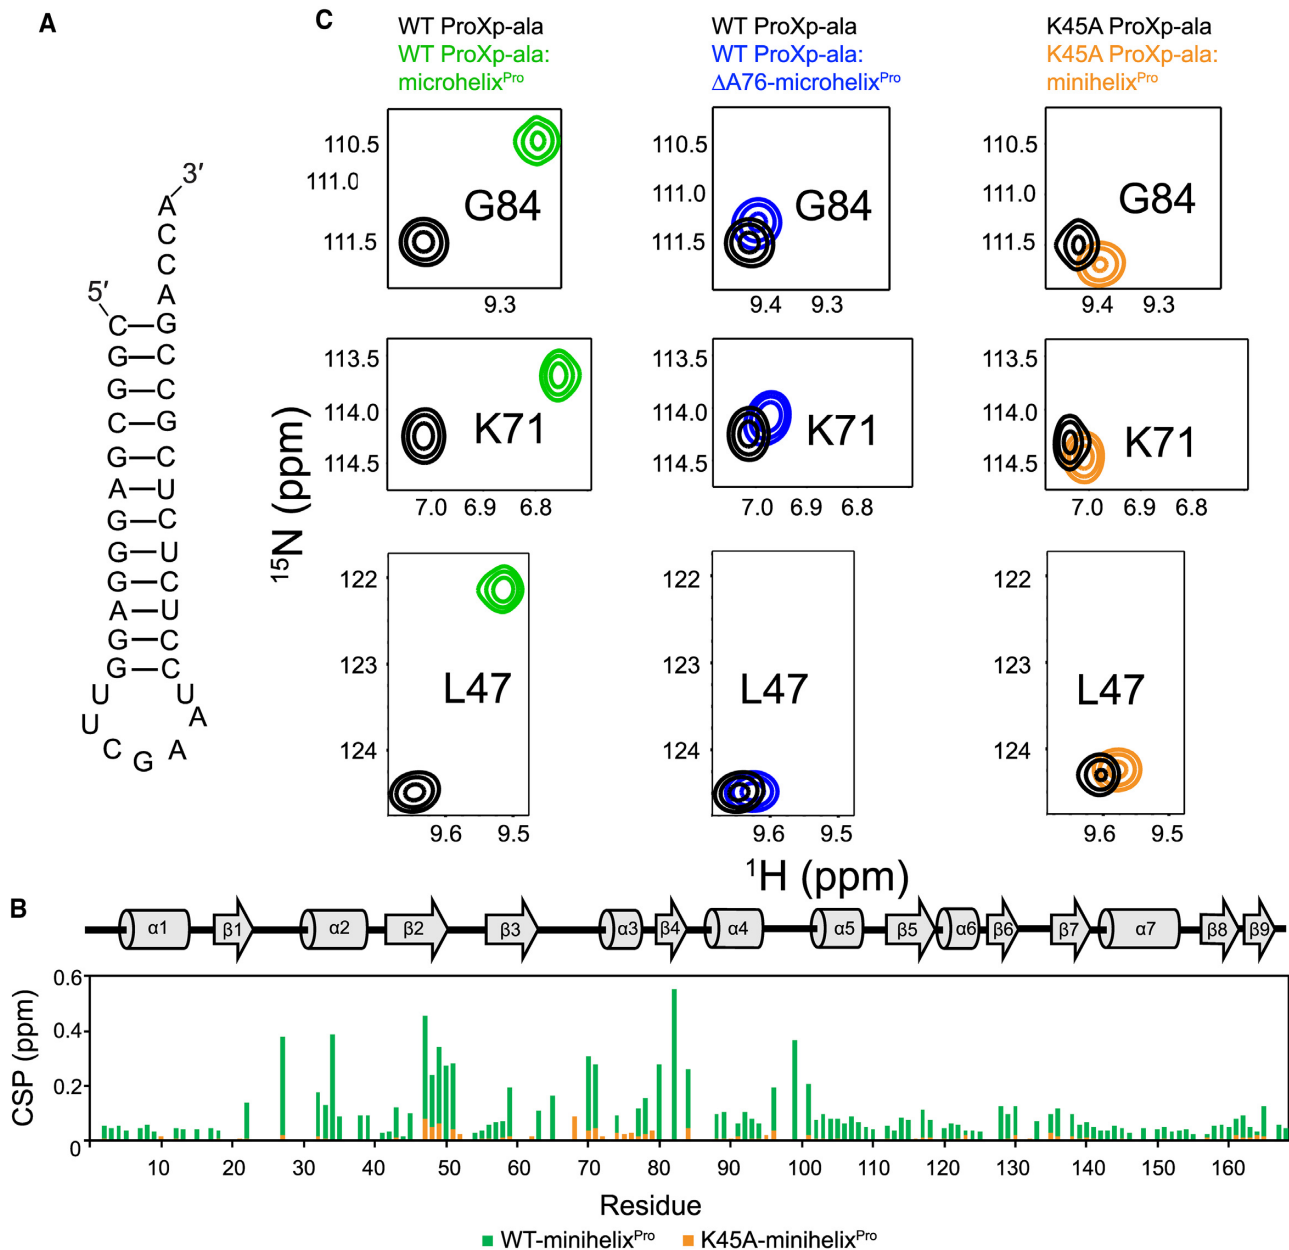 A
3′
A
C
C
A
5′
C—G
G—C
G—C
C—G
G—C
A—U
G—C
G—U
G—C
A—U
G—C
G—C
U U
U A
C G A
C
WT ProXp-ala
WT ProXp-ala:
microhelixPro
WT ProXp-ala
WT ProXp-ala:
ΔA76-microhelixPro
K45A ProXp-ala
K45A ProXp-ala:
minihelixPro
110.5
111.0
111.5
G84
9.3
110.5
111.0
111.5
G84
9.4 9.3
110.5
111.0
111.5
G84
9.4 9.3
113.5
114.0
114.5
K71
7.0 6.9 6.8
113.5
114.0
114.5
K71
7.0 6.9 6.8
113.5
114.0
114.5
K71
7.0 6.9 6.8
122
123
124
L47
9.6 9.5
122
123
124
L47
9.6 9.5
122
123
124
L47
9.6 9.5
15N (ppm)
1H (ppm)
B
α1 β1 α2 β2 β3 α3 β4 α4 α5 β5 α6 β6 β7 α7 β8 β9
CSP (ppm)
0.6
0.4
0.2
0
10 20 30 40 50 60 70 80 90 100 110 120 130 140 150 160
Residue
WT-minihelixPro K45A-minihelixPro